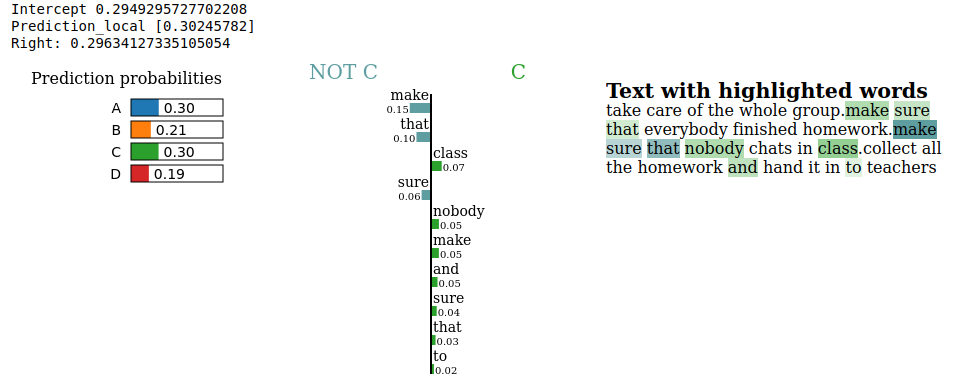 Intercept 0.2949295727702208
Prediction_local [0.30245782]
Right: 0.29634127335105054
Prediction probabilities
A 0.30
B 0.21
C 0.30
D 0.19
NOT C
C
make
0.15
that
0.10
class
0.07
sure
0.06
nobody
0.05
make
0.05
and
0.05
sure
0.04
that
0.03
to
0.02
Text with highlighted words
take care of the whole group.make sure
that everybody finished homework.make
sure that nobody chats in class.collect all
the homework and hand it in to teachers